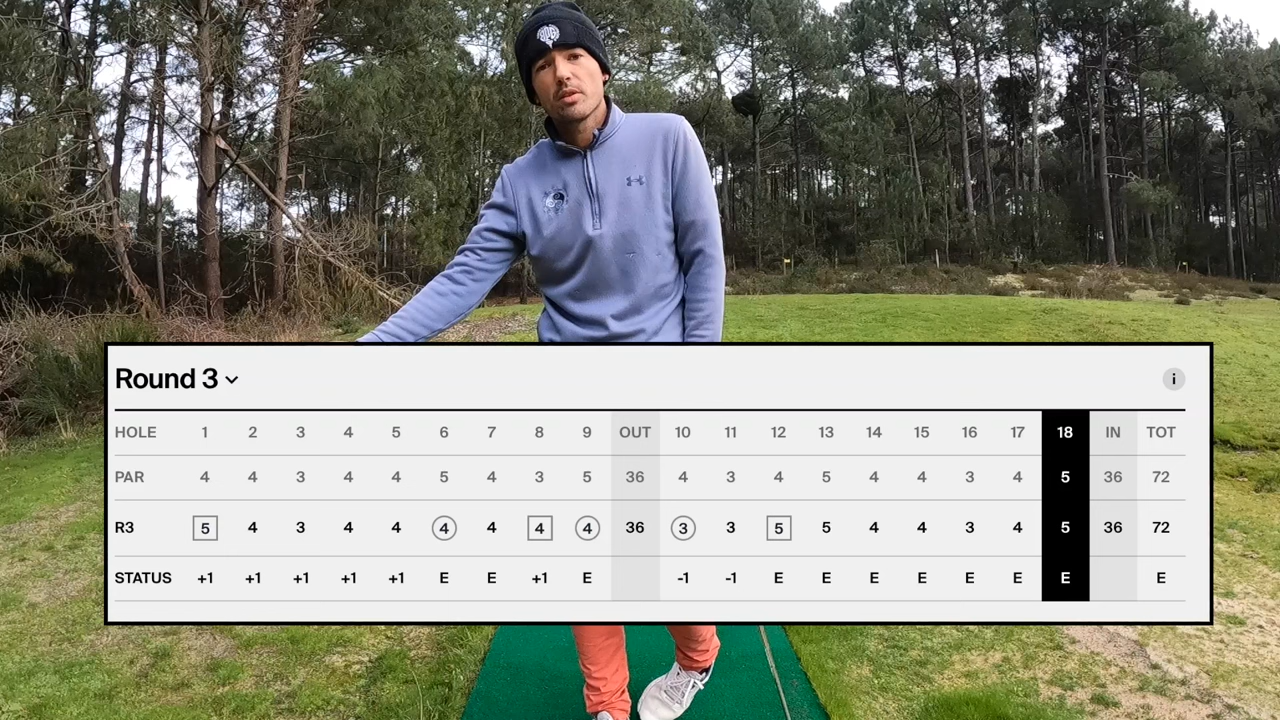 Round 3
i
HOLE 1 2 3 4 5 6 7 8 9 OUT 10 11 12 13 14 15 16 17 18 IN TOT
PAR 4 4 3 4 4 5 4 3 5 36 4 3 4 5 4 4 3 4 5 36 72
R3 5 4 3 4 4 4 4 4 4 36 3 3 5 5 4 4 3 4 5 36 72
STATUS +1 +1 +1 +1 +1 E E +1 E -1 -1 E E E E E E E E